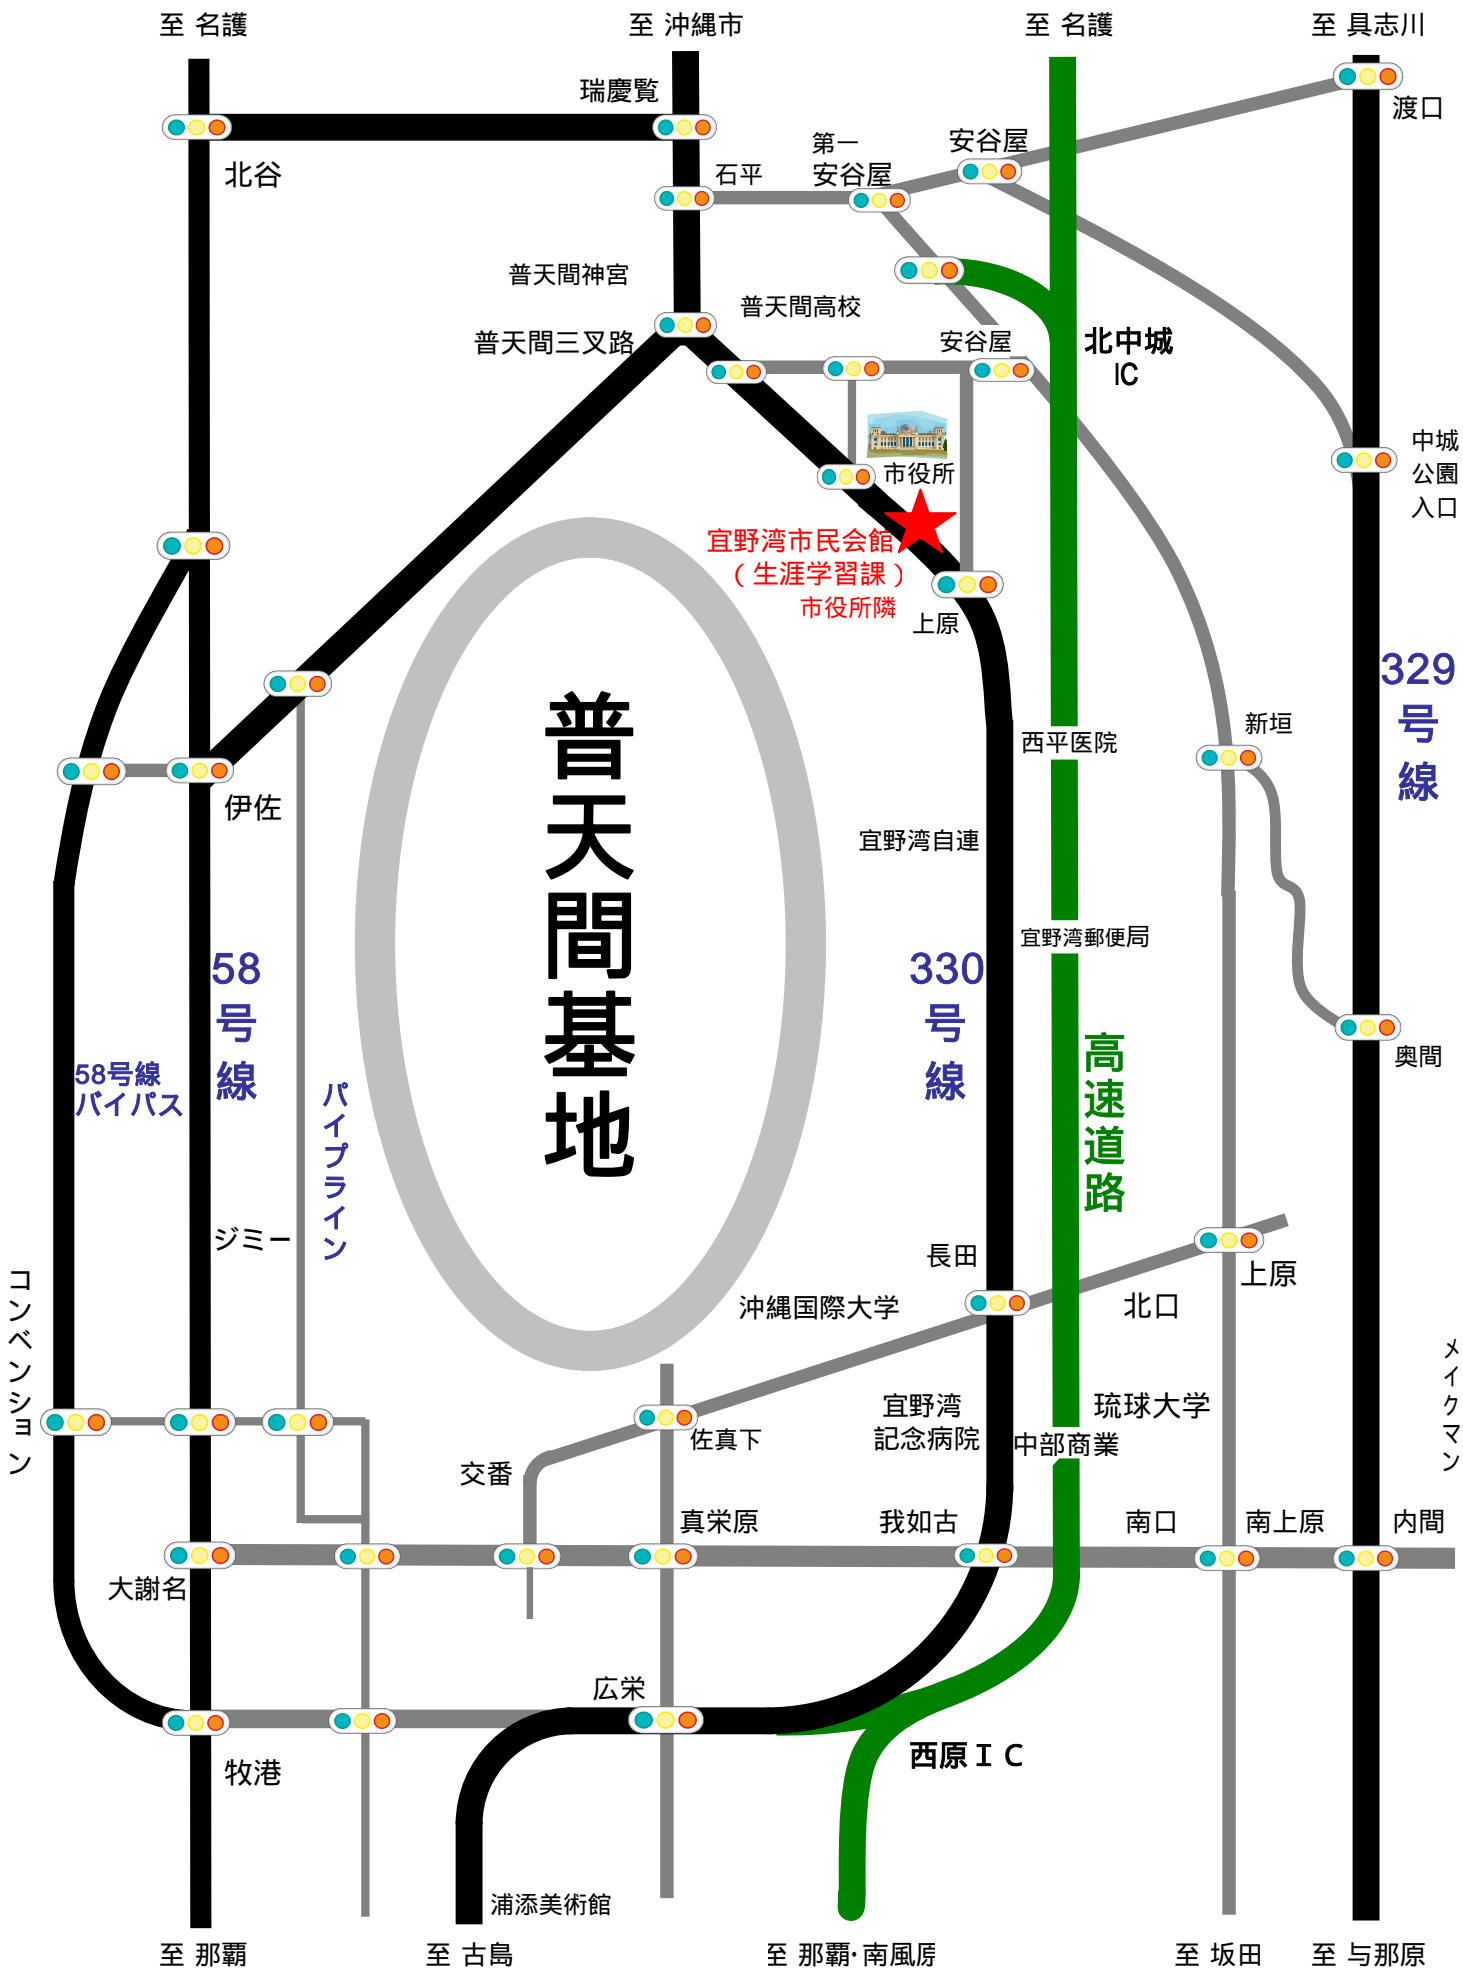 至 名護
至 沖縄市
至 名護
至 具志川
瑞慶覧
渡口
北谷
石平
第一
安谷屋
安谷屋
普天間神宮
普天間高校
普天間三叉路
安谷屋
北中城
IC
中城
公園
入口
市役所
宜野湾市民会館
(生涯学習課)
市役所隣
上原
329
号
線
新垣
西平医院
普
天
間
基
地
伊佐
宜野湾自連
宜野湾郵便局
58
号
線
330
号
線
高
速
道
路
58号線
バイパス
パイプライン
奥間
ジミー
コンベンション
長田
上原
沖縄国際大学
北口
メイクマン
琉球大学
宜野湾
記念病院
中部商業
佐真下
交番
真栄原
我如古
南口
南上原
内間
大謝名
広栄
西原IC
牧港
浦添美術館
至 那覇
至 古島
至 那覇・南風原
至 坂田
至 与那原